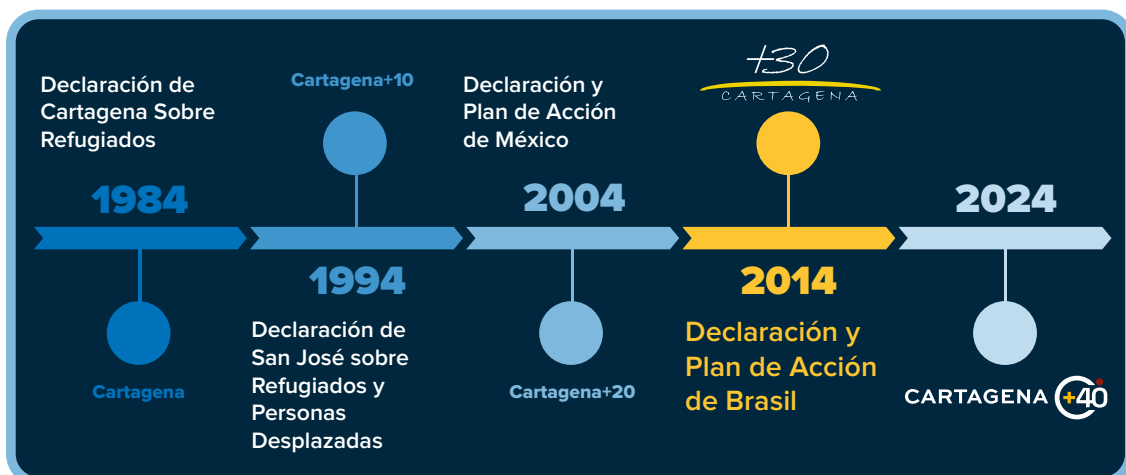 Declaración de
Cartagena Sobre
Refugiados
1984
Cartagena
Cartagena+10
1994
Declaración de
San José sobre
Refugiados y
Personas
Desplazadas
Declaración y
Plan de Acción
de México
2004
Cartagena+20
+30
CARTAGENA
2014
Declaración y
Plan de Acción
de Brasil
2024
CARTAGENA +40